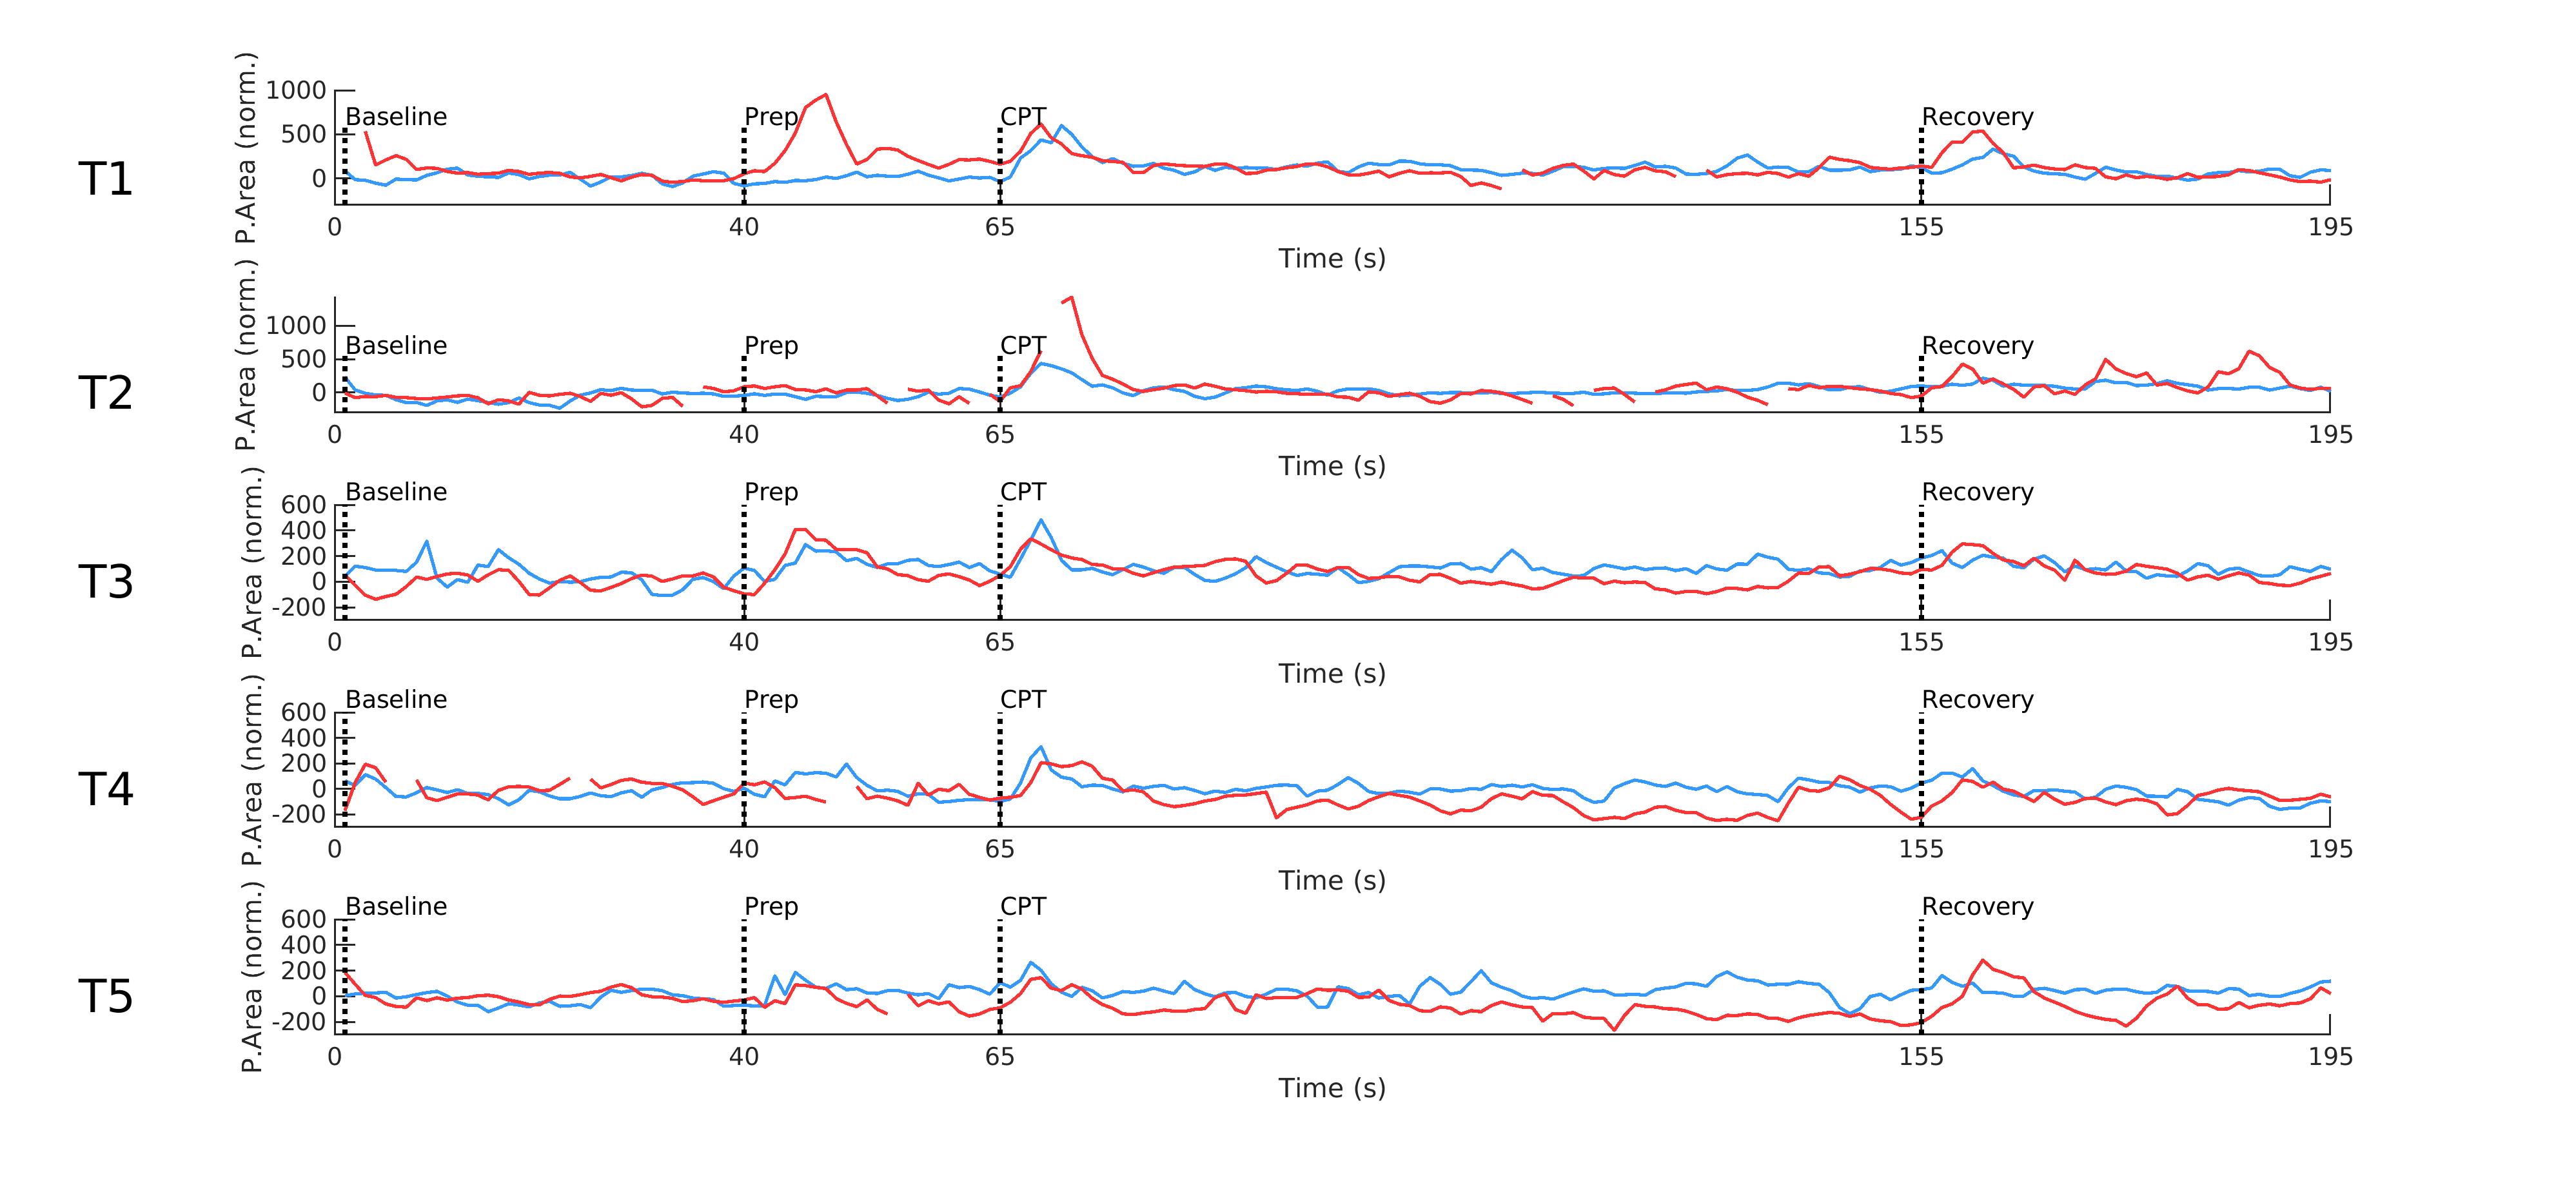 T1
P.Area (norm.)
1000
500
0
Baseline
Prep
CPT
Recovery
0
40
65
155
195
Time (s)
T2
P.Area (norm.)
1000
500
0
Baseline
Prep
CPT
Recovery
0
40
65
155
195
Time (s)
T3
P.Area (norm.)
600
400
200
0
-200
Baseline
Prep
CPT
Recovery
0
40
65
155
195
Time (s)
T4
P.Area (norm.)
600
400
200
0
-200
Baseline
Prep
CPT
Recovery
0
40
65
155
195
Time (s)
T5
P.Area (norm.)
600
400
200
0
-200
Baseline
Prep
CPT
Recovery
0
40
65
155
195
Time (s)